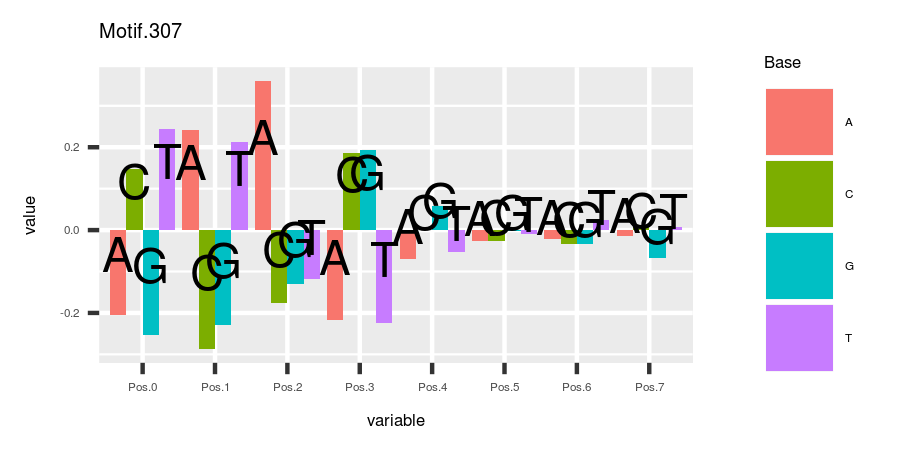 Motif.307
Base
A
C
G
T
value
0.2
0.0
-0.2
A C G T A C G T A C G T A C G T A C G T A C G T A C G T A C G T
Pos.0 Pos.1 Pos.2 Pos.3 Pos.4 Pos.5 Pos.6 Pos.7
variable